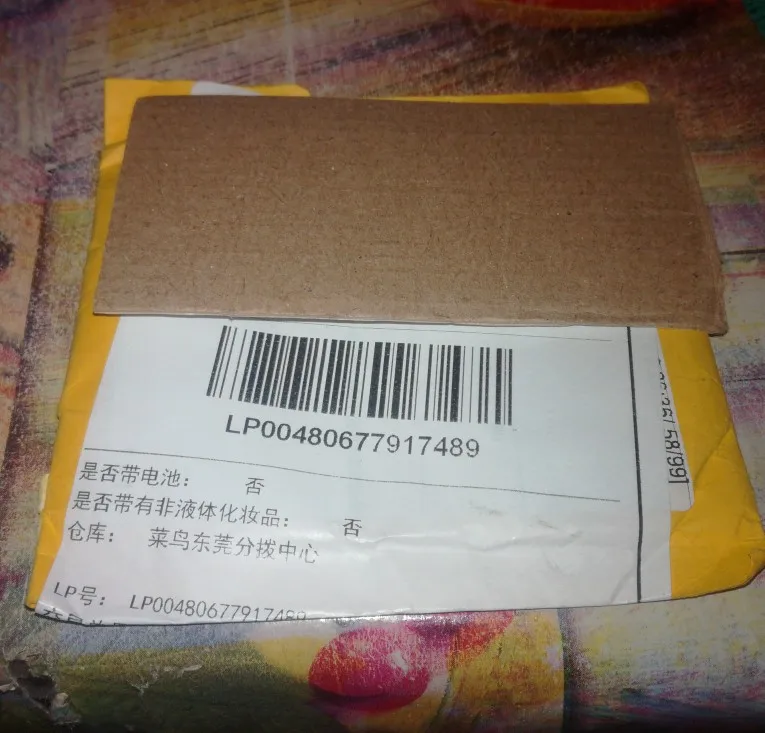 LP00480677917489
是否带电池： 否
是否带有非液体化妆品： 否
仓库： 菜鸟东莞分拨中心
LP号： LP00480677917489